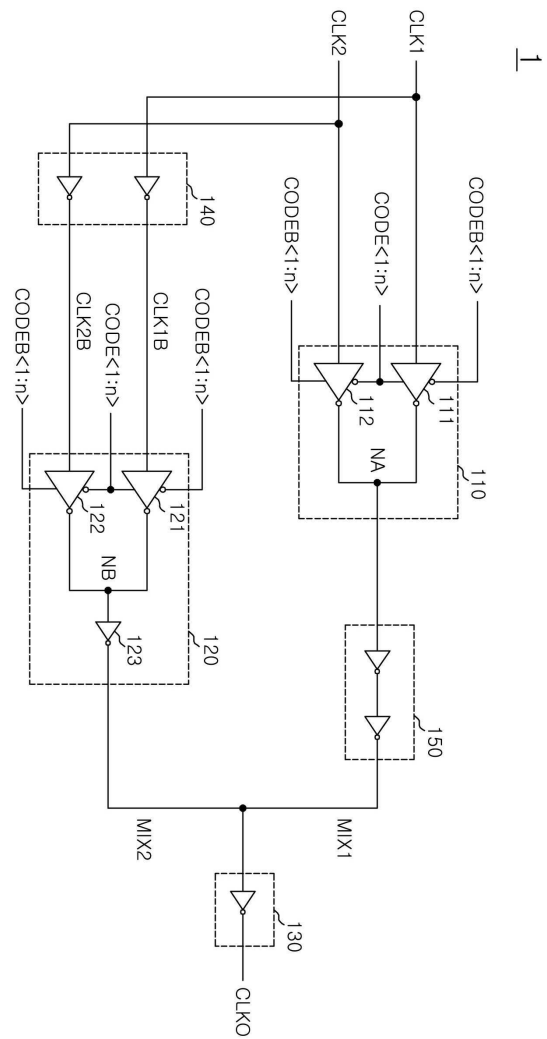 1
CLK1
CLK2
CODEB<1:n>
CODE<1:n>
CODEB<1:n>
111
112
NA
110
140
CLK1B
CLK2B
CODEB<1:n>
CODE<1:n>
CODEB<1:n>
121
122
NB
123
120
150
MIX1
MIX2
130
CLKO